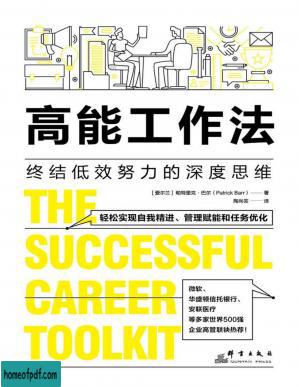 高能工作法
终结低效努力的深度思维
[爱尔兰] 帕特里克·巴尔 (Patrick Barr) 著
陶尚芸 译
THE
轻松实现自我精进、管理赋能和任务优化
SUCCESSFUL
CAREER
TOOLKIT
微软、
华盛顿信托银行、
安联医疗
等多家世界500强
企业高管联袂热荐!
群言出版社
homeofpdf.com